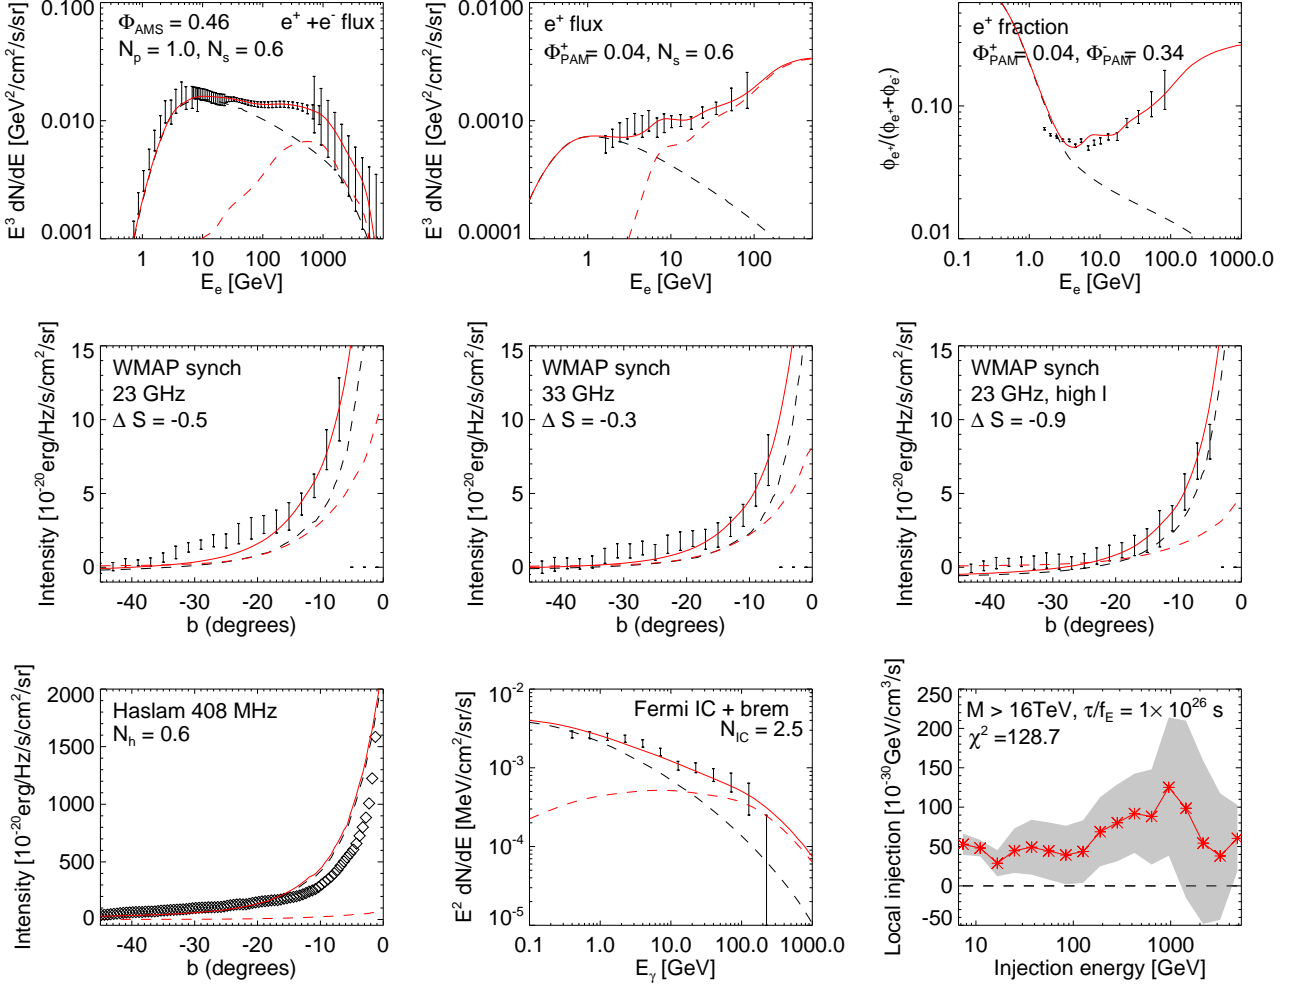 0.1000
0.0100
0.0010
0.0001
0.100
0.010
0.001
E³ dN/dE [GeV²/cm²/s/sr]
Φ_AMS = 0.46 e⁺ +e⁻ flux
N_p = 1.0, N_s = 0.6
1 10 100 1000
E_e [GeV]
0.0100
0.0010
0.0001
E³ dN/dE [GeV²/cm²/s/sr]
e⁺ flux
Φ⁺_PAM = 0.04, N_s = 0.6
1 10 100
E_e [GeV]
0.10
0.01
ϕ_e⁺/(ϕ_e⁺+ϕ_e⁻)
e⁺ fraction
Φ⁺_PAM = 0.04, Φ⁻_PAM = 0.34
0.1 1.0 10.0 100.0 1000.0
E_e [GeV]
15
10
5
0
Intensity [10⁻²⁰erg/Hz/s/cm²/sr]
WMAP synch
23 GHz
Δ S = -0.5
-40 -30 -20 -10 0
b (degrees)
15
10
5
0
Intensity [10⁻²⁰erg/Hz/s/cm²/sr]
WMAP synch
33 GHz
Δ S = -0.3
-40 -30 -20 -10 0
b (degrees)
15
10
5
0
Intensity [10⁻²⁰erg/Hz/s/cm²/sr]
WMAP synch
23 GHz, high l
Δ S = -0.9
-40 -30 -20 -10 0
b (degrees)
2000
1500
1000
500
0
Intensity [10⁻²⁰erg/Hz/s/cm²/sr]
Haslam 408 MHz
N_h = 0.6
-40 -30 -20 -10 0
b (degrees)
10⁻²
10⁻³
10⁻⁴
10⁻⁵
E² dN/dE [MeV/cm²/sr/s]
Fermi IC + brem
N_IC = 2.5
0.1 1.0 10.0 100.0 1000.0
E_γ [GeV]
250
200
150
100
50
0
-50
Local injection [10⁻³⁰GeV/cm³/s]
M > 16TeV, τ/f_E = 1× 10²⁶ s
χ² =128.7
10 100 1000
Injection energy [GeV]